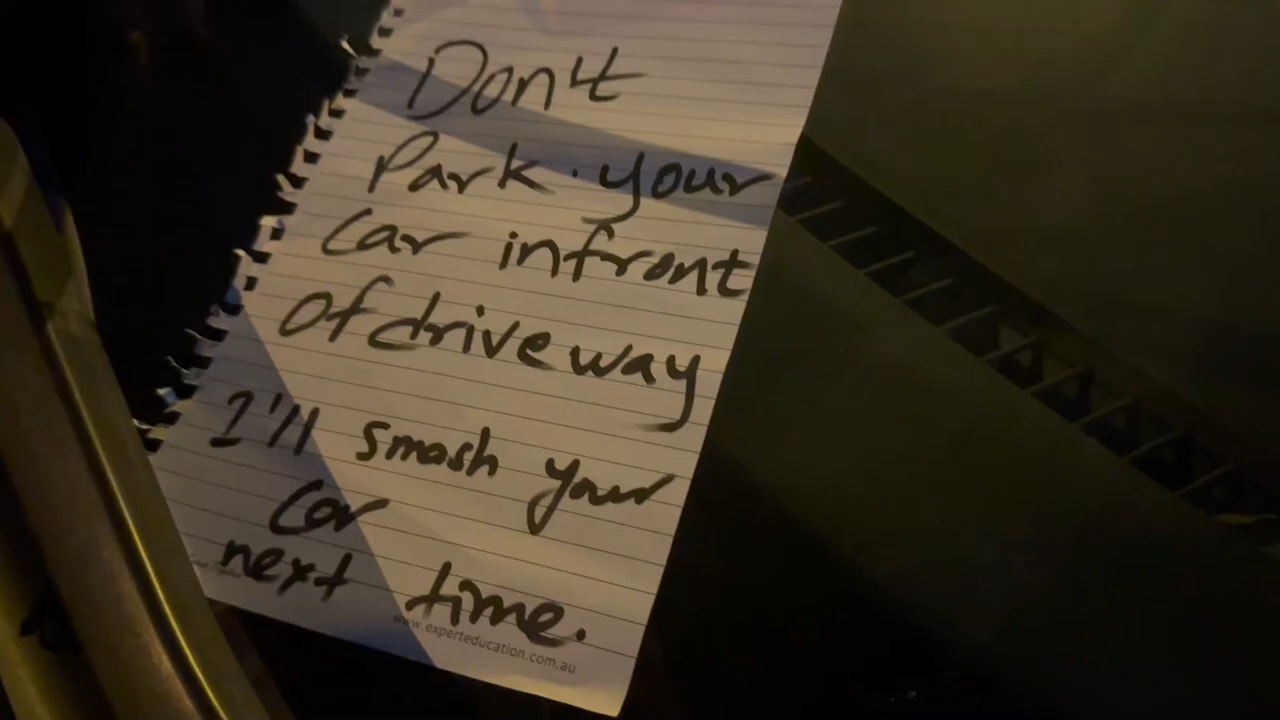 Don't
Park your
Car infront
Of driveway
I'll smash your
Car
next time.
www.experteducation.com.au